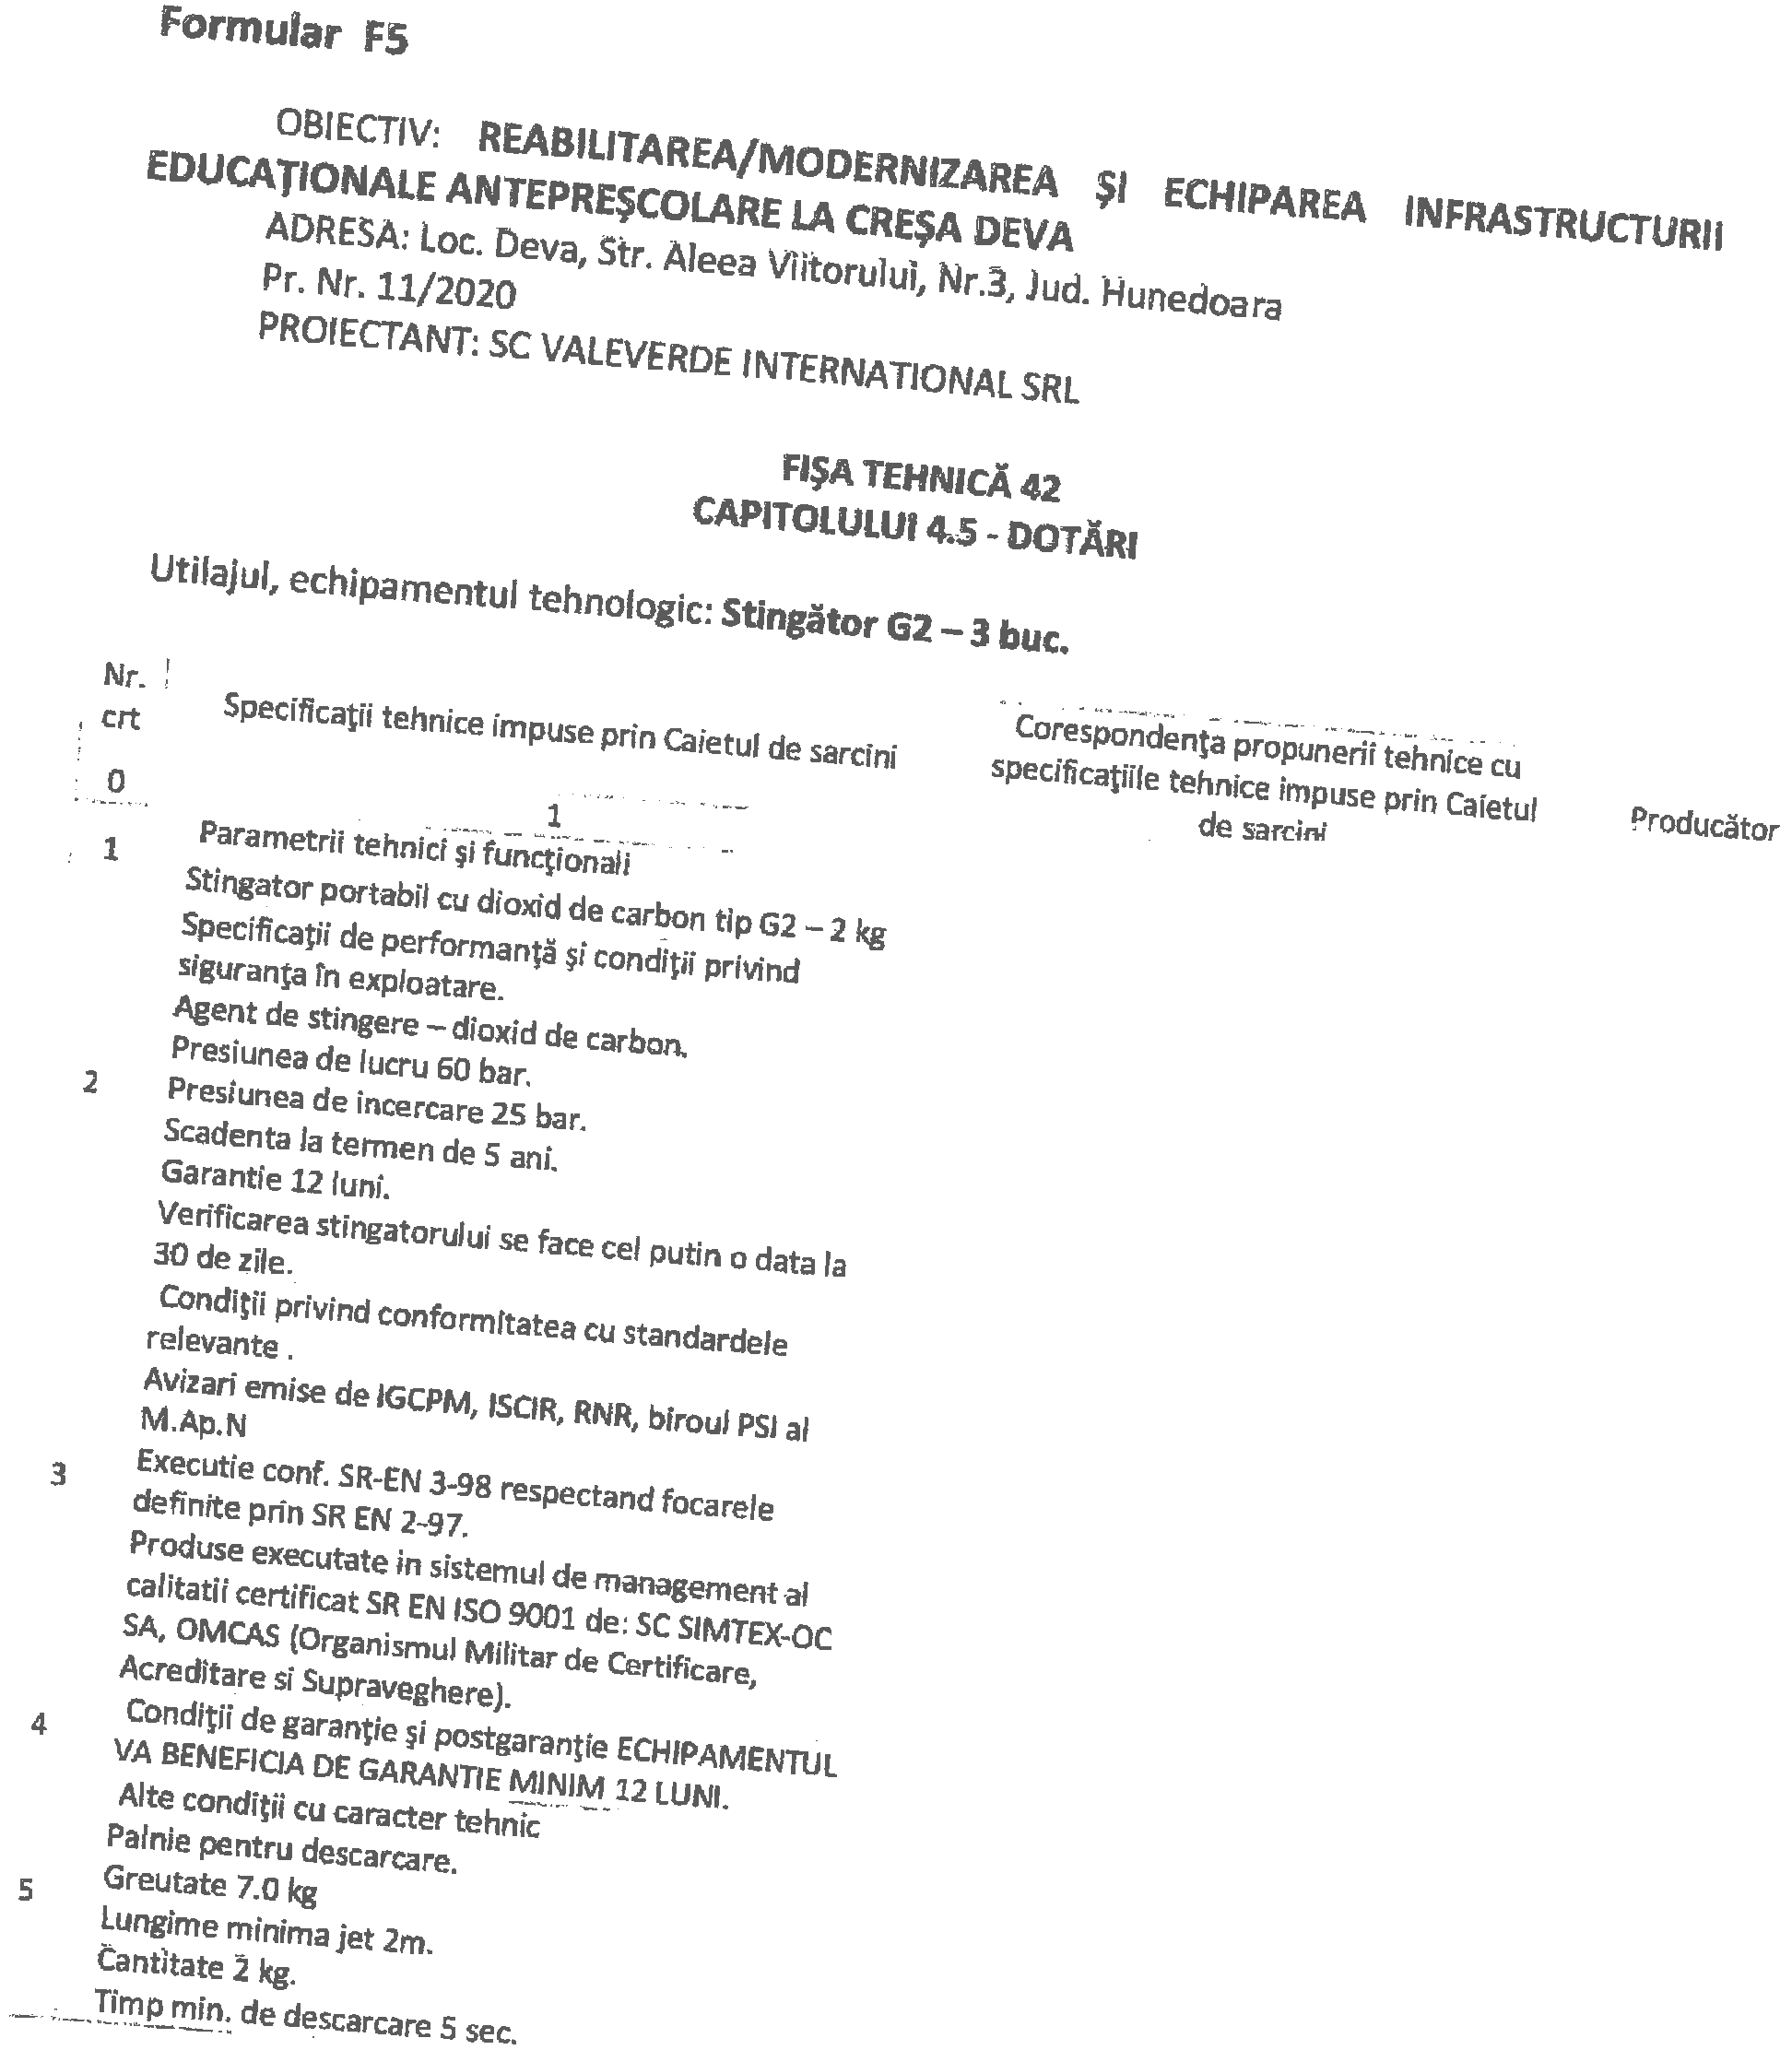 Formular F5
OBIECTIV: REABILITAREA/MODERNIZAREA ŞI ECHIPAREA INFRASTRUCTURII
EDUCAŢIONALE ANTEPREŞCOLARE LA CREŞA DEVA
ADRESA: Loc. Deva, Str. Aleea Viitorului, Nr.3, Jud. Hunedoara
Pr. Nr. 11/2020
PROIECTANT: SC VALEVERDE INTERNATIONAL SRL
FIŞA TEHNICĂ 42
CAPITOLULUI 4.5 - DOTĂRI
Utilajul, echipamentul tehnologic: Stingător G2 – 3 buc.
Nr.
crt
Specificaţii tehnice impuse prin Caietul de sarcini
Corespondenţa propunerii tehnice cu
specificaţiile tehnice impuse prin Caietul
de sarcini
Producător
0
1
1
Parametrii tehnici şi funcţionali
Stingator portabil cu dioxid de carbon tip G2 – 2 kg
Specificaţii de performanţă şi condiţii privind
siguranţa în exploatare.
Agent de stingere – dioxid de carbon.
Presiunea de lucru 60 bar.
2
Presiunea de incercare 25 bar.
Scadenta la termen de 5 ani.
Garantie 12 luni.
Verificarea stingatorului se face cel putin o data la
30 de zile.
Condiţii privind conformitatea cu standardele
relevante .
Avizari emise de IGCPM, ISCIR, RNR, biroul PSI al
M.Ap.N
3
Executie conf. SR-EN 3-98 respectand focarele
definite prin SR EN 2-97.
Produse executate in sistemul de management al
calitatii certificat SR EN ISO 9001 de: SC SIMTEX-OC
SA, OMCAS (Organismul Militar de Certificare,
Acreditare si Supraveghere).
4
Condiţii de garanţie şi postgaranţie ECHIPAMENTUL
VA BENEFICIA DE GARANTIE MINIM 12 LUNI.
Alte condiţii cu caracter tehnic
Palnie pentru descarcare.
5
Greutate 7.0 kg
Lungime minima jet 2m.
Cantitate 2 kg.
Timp min. de descarcare 5 sec.